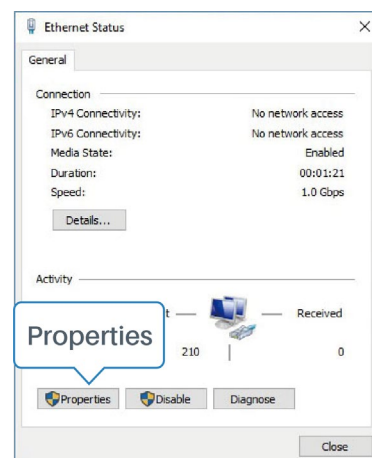 Ethernet Status
General
Connection
IPv4 Connectivity: No network access
IPv6 Connectivity: No network access
Media State: Enabled
Duration: 00:01:21
Speed: 1.0 Gbps
Details...
Activity
Received
Properties
210 0
Properties Disable Diagnose
Close